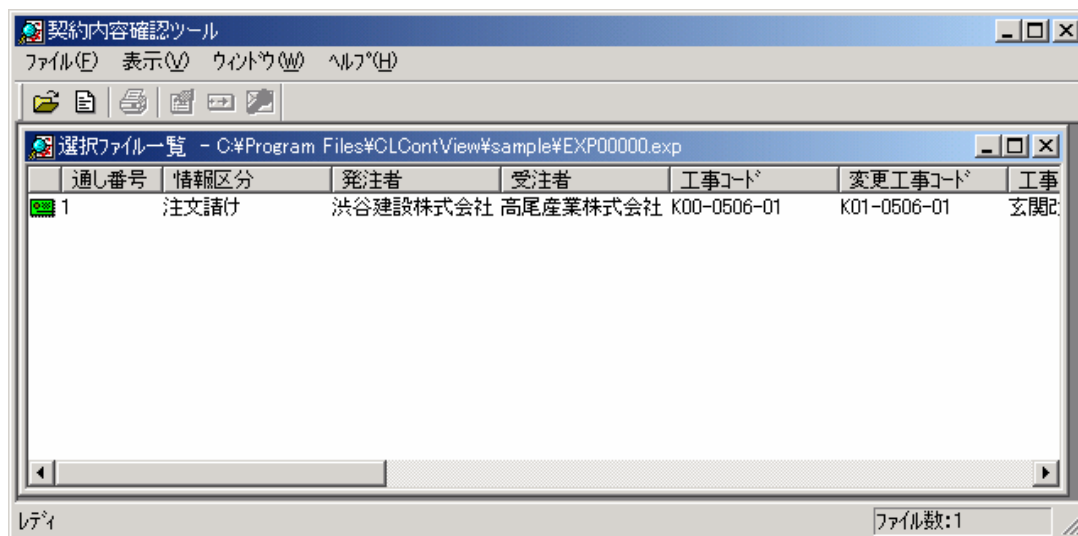 契約内容確認ツール
ファイル(F) 表示(V) ウィンドウ(W) ヘルプ(H)
選択ファイル一覧 - C:¥Program Files¥CLContView¥sample¥EXP00000.exp
通し番号 情報区分 発注者 受注者 工事コード 変更工事コード 工事
1 注文請け 渋谷建設株式会社 高尾産業株式会社 K00-0506-01 K01-0506-01 玄関
レディ ファイル数:1